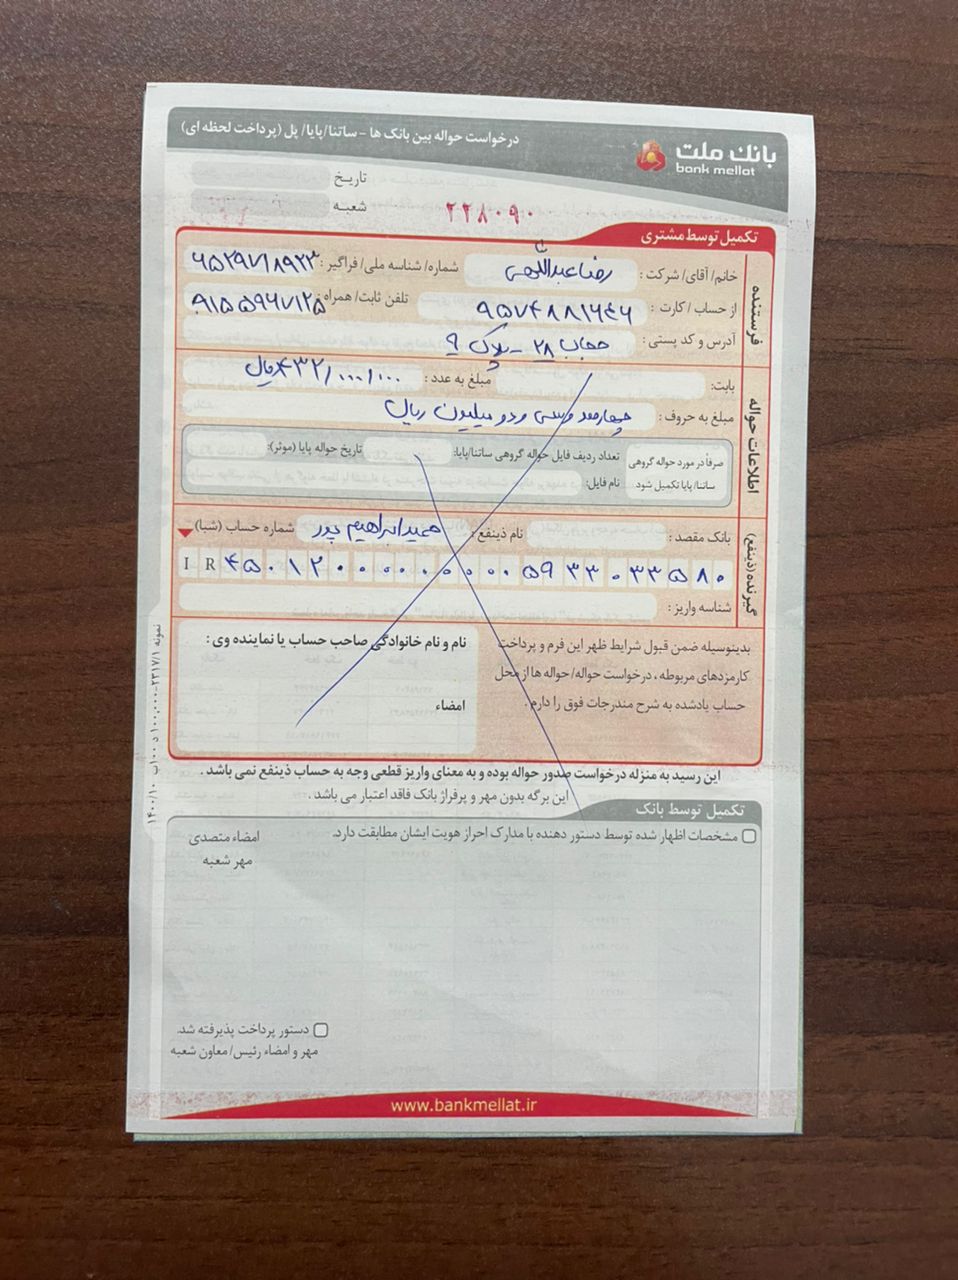 درخواست حواله بین بانک ها - ساتنا/پایا/ پل (پرداخت لحظه ای)
بانک ملت
bank mellat
تاریخ
شعبه
۲۲۸۰۹۰
تکمیل توسط مشتری
فرستنده
خانم/ آقای/ شرکت : رضا عبداللهی شماره/ شناسه ملی/ فراگیر :
از حساب / کارت : ۹۵۷۴۸۸۱۶۴۶ تلفن ثابت/ همراه: ۰۹۱۵۵۹۶۷۱۲۵
آدرس و کد پستی : حجاب ۲۸ - پلاک ۹
اطلاعات حواله
بابت: مبلغ به عدد : ۴۳۲/۰۰۰/۰۰۰ ریال
مبلغ به حروف : چهارصد و سی و دو میلیون ریال
صرفاً در مورد حواله گروهی ساتنا/ پایا تکمیل شود.
تعداد ردیف فایل حواله گروهی ساتنا/پایا: تاریخ حواله پایا (موثر):
نام فایل:
گیرنده (ذینفع)
بانک مقصد : نام ذینفع : حمید ابراهیم پور شماره حساب (شبا) :
IR ۴۵۰۱۲۰۰۰۰۰۰۰۰۰۰۵۹۳۳۰۳۳۵۸۰
شناسه واریز :
بدینوسیله ضمن قبول شرایط ظهر این فرم و پرداخت
کارمزدهای مربوطه ، درخواست حواله/ حواله ها از محل
حساب یادشده به شرح مندرجات فوق را دارم .
نام و نام خانوادگی صاحب حساب یا نماینده وی :
امضاء
این رسید به منزله درخواست صدور حواله بوده و به معنای واریز قطعی وجه به حساب ذینفع نمی باشد .
این برگه بدون مهر و پرفراژ بانک فاقد اعتبار می باشد .
تکمیل توسط بانک
مشخصات اظهار شده توسط دستور دهنده با مدارک احراز هویت ایشان مطابقت دارد.
امضاء متصدی
مهر شعبه
دستور پرداخت پذیرفته شد.
مهر و امضاء رئیس/ معاون شعبه
www.bankmellat.ir